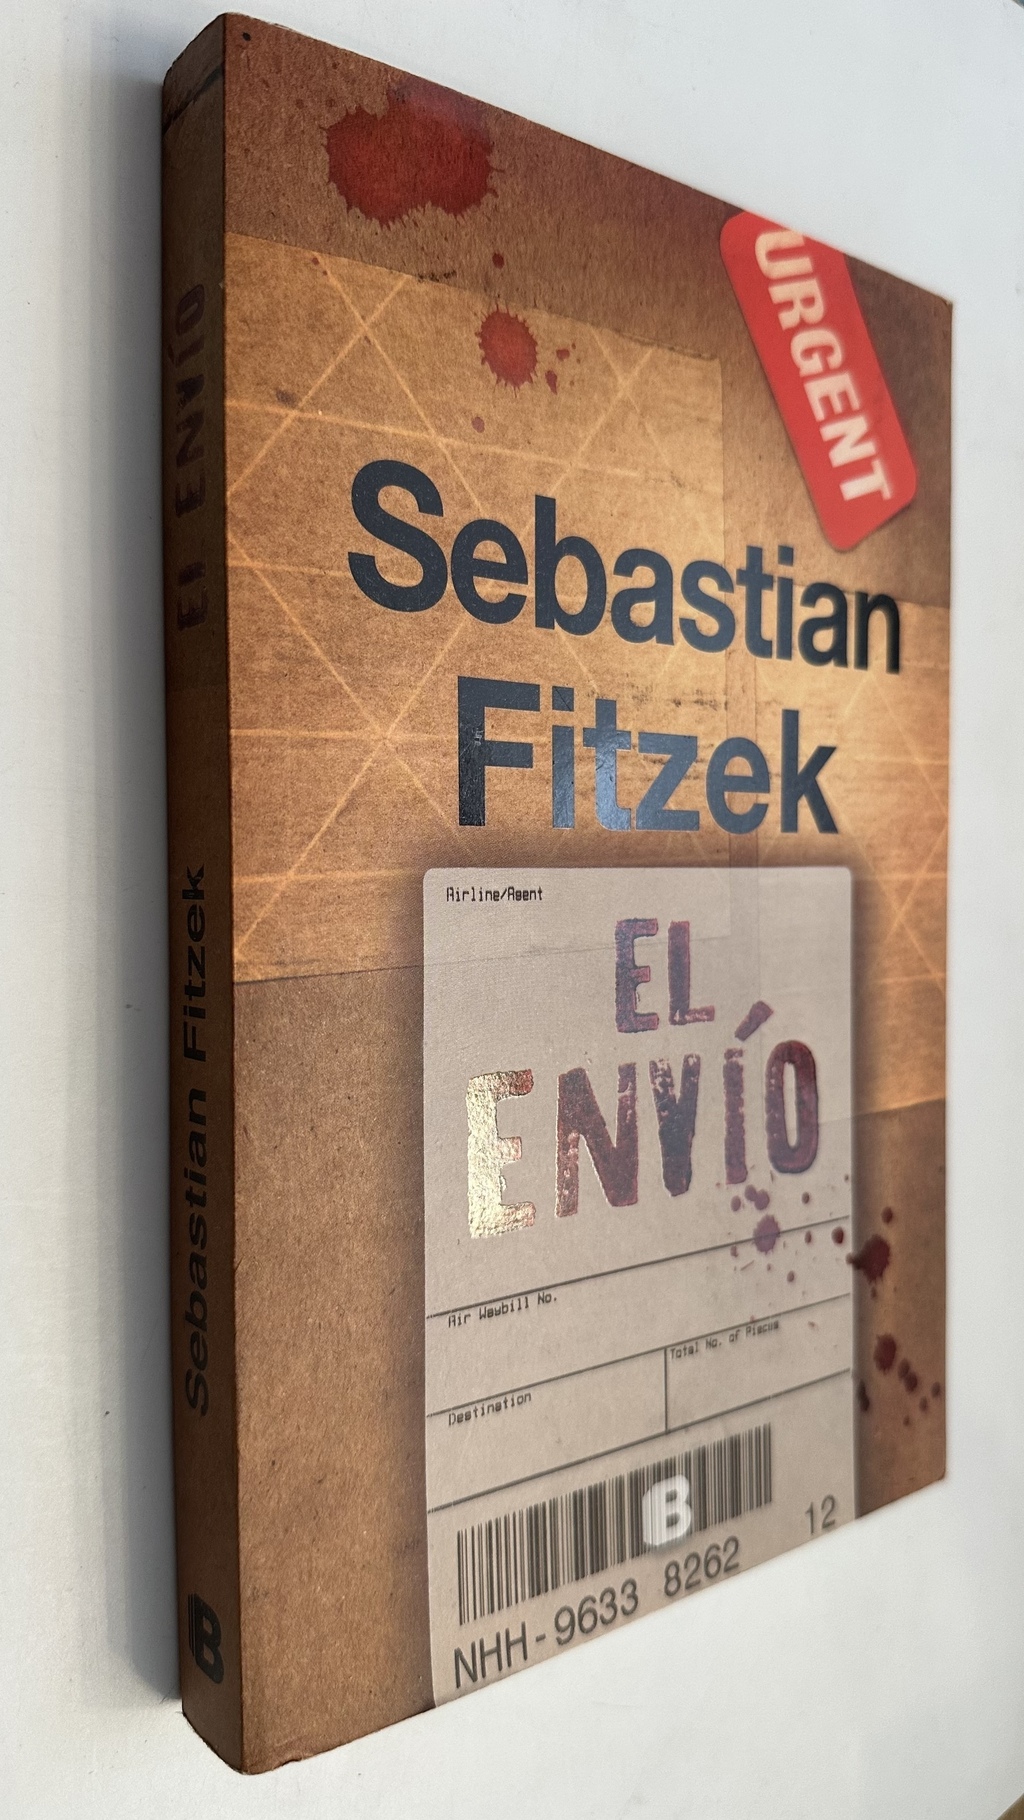 URGENT
Sebastian
Fitzek
Airline/Agent
EL
ENVÍO
Air Waybill No.
Destination
Total No. of Pieces
B
NHH-9633 8262 12
EL ENVÍO
Sebastian Fitzek
B